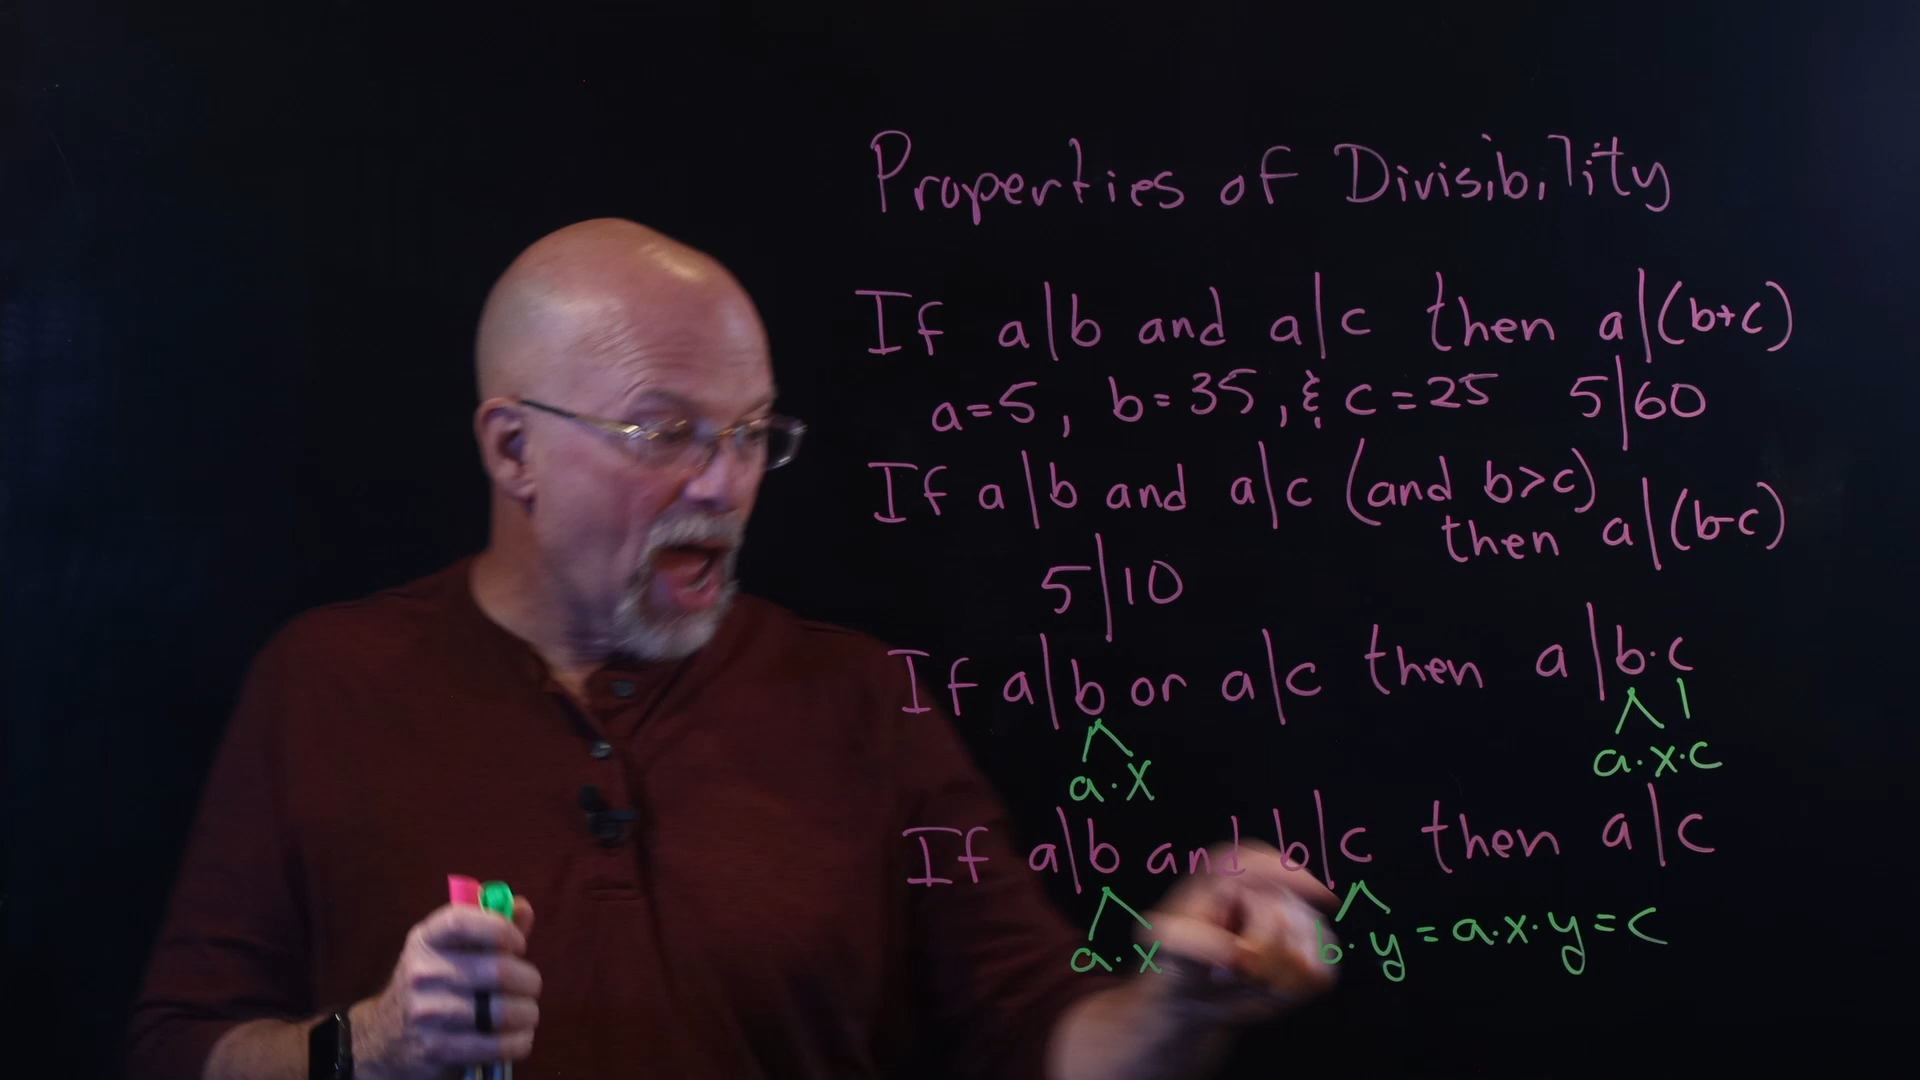 Properties of Divisibility
If a|b and a|c then a|(b+c)
a=5, b=35, & c=25 5|60
If a|b and a|c (and b>c)
then a|(b-c)
5|10
If a|b or a|c then a|b·c
a·x a·x·c
If a|b and b|c then a|c
a·x b·y=a·x·y=c